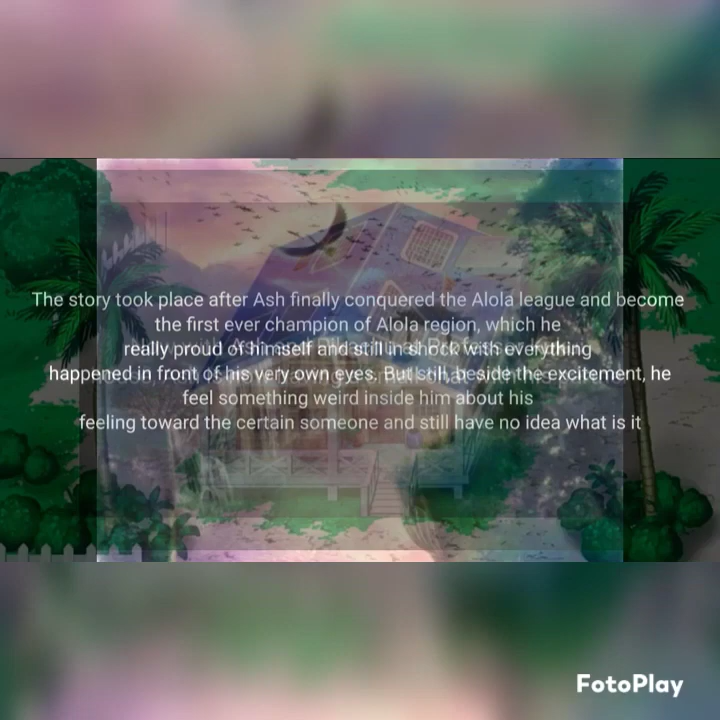 The story took place after Ash finally conquered the Alola league and become
the first ever champion of Alola region, which he
really proud of himself and still in shock with everything
happened in front of his very own eyes. But still, beside the excitement, he
feel something weird inside him about his
feeling toward the certain someone and still have no idea what is it
FotoPlay